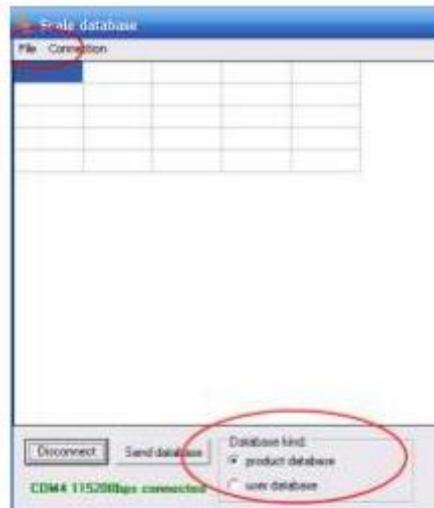 Scale database
File Connection
Disconnect Send database
Database kind:
product database
user database
COM4 115200bps connected